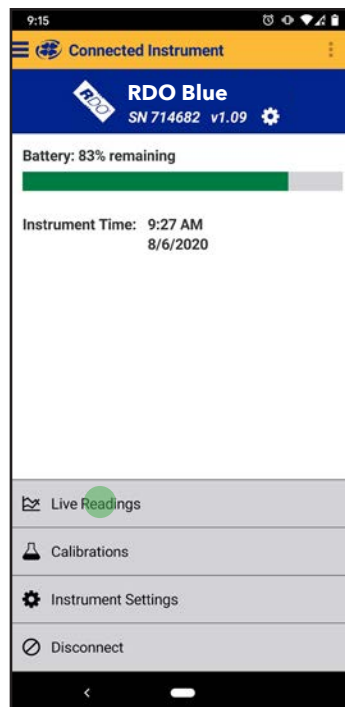 9:15
Connected Instrument
RDO
RDO Blue
SN 714682 v1.09
Battery: 83% remaining
Instrument Time: 9:27 AM
8/6/2020
Live Readings
Calibrations
Instrument Settings
Disconnect